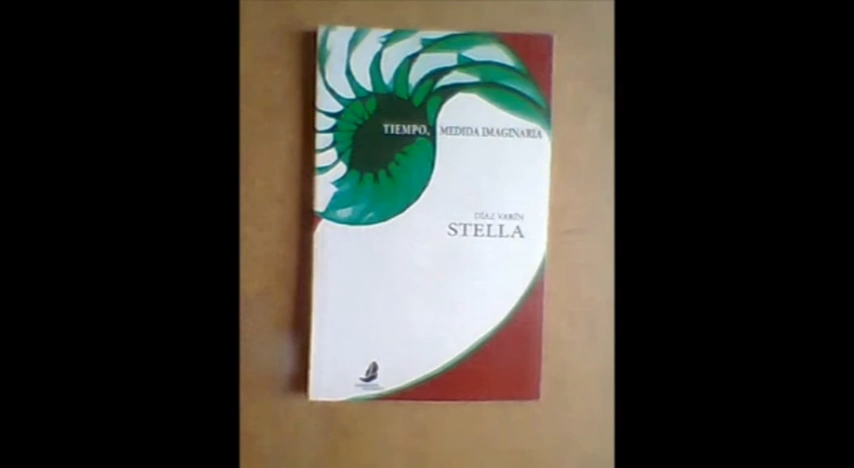 TIEMPO, MEDIDA IMAGINARIA
DÍAZ VARÍN
STELLA